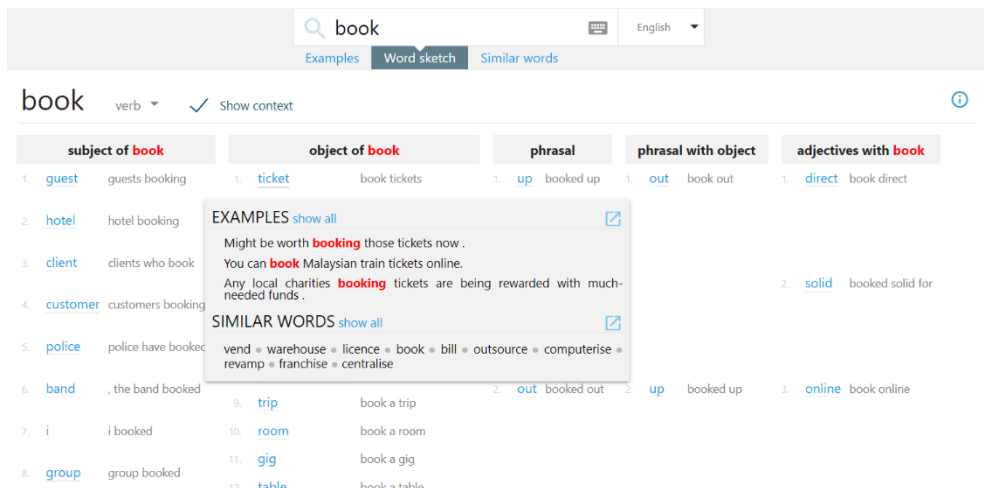 book
English
Examples Word sketch Similar words
book verb Show context
subject of book object of book phrasal phrasal with object adjectives with book
1. guest guests booking 1. ticket book tickets 1. up booked up 1. out book out 1. direct book direct
2. hotel hotel booking
EXAMPLES show all
Might be worth booking those tickets now .
3. client clients who book
You can book Malaysian train tickets online.
Any local charities booking tickets are being rewarded with much-
needed funds .
2. solid booked solid for
4. customer customers booking
SIMILAR WORDS show all
5. police police have booked
vend • warehouse • licence • book • bill • outsource • computerise •
revamp • franchise • centralise
6. band , the band booked 2. out booked out 2. up booked up 3. online book online
9. trip book a trip
7. i i booked 10. room book a room
11. gig book a gig
8. group group booked
12. table book a table